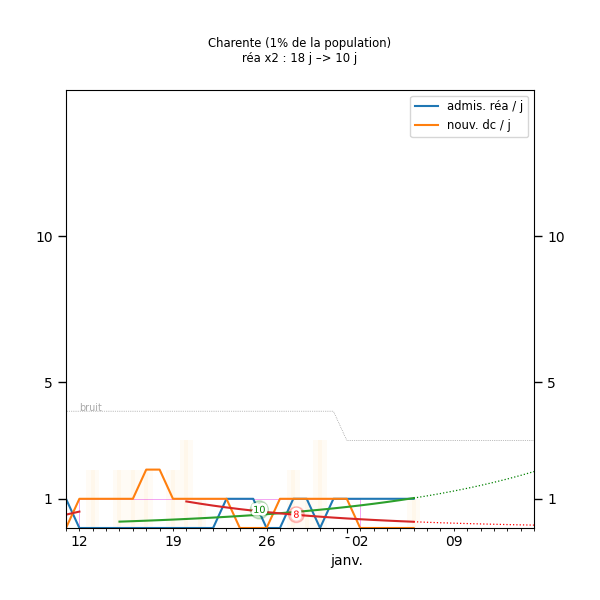 Charente (1% de la population)
réa x2 : 18 j –> 10 j
admis. réa / j
nouv. dc / j
10
10
5
5
bruit
1
1
10
8
12
19
26
02
09
janv.